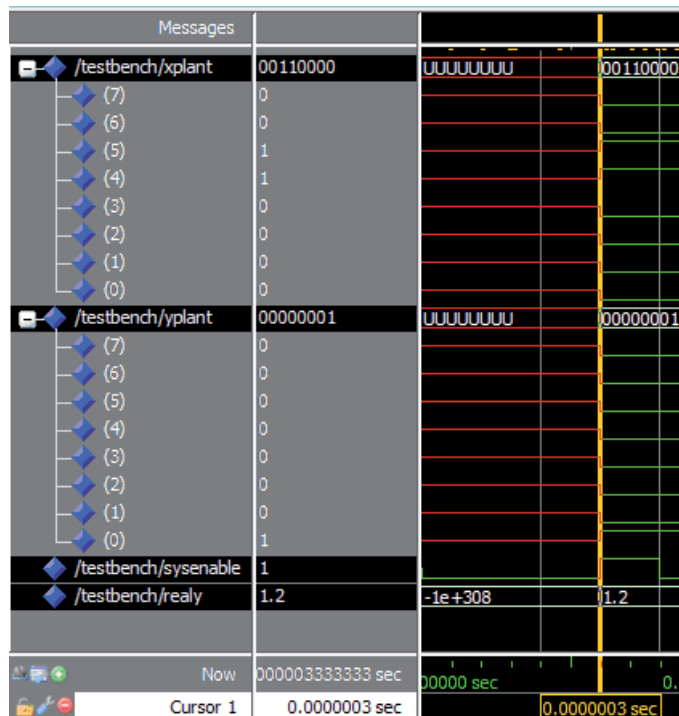 Messages
/testbench/xplant 00110000 UUUUUUUU 00110000
(7) 0
(6) 0
(5) 1
(4) 1
(3) 0
(2) 0
(1) 0
(0) 0
/testbench/yplant 00000001 UUUUUUUU 00000001
(7) 0
(6) 0
(5) 0
(4) 0
(3) 0
(2) 0
(1) 0
(0) 1
/testbench/sysenable 1
/testbench/realy 1.2 -1e+308 1.2
Now 000003333333 sec 00000 sec 0.
Cursor 1 0.0000003 sec 0.0000003 sec